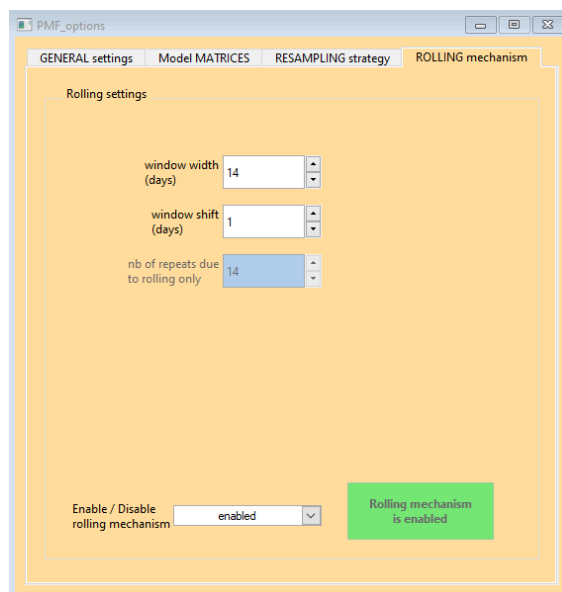 PMF_options
GENERAL settings Model MATRICES RESAMPLING strategy ROLLING mechanism
Rolling settings
window width
(days)
14
window shift
(days)
1
nb of repeats due
to rolling only
14
Enable / Disable
rolling mechanism
enabled
Rolling mechanism
is enabled